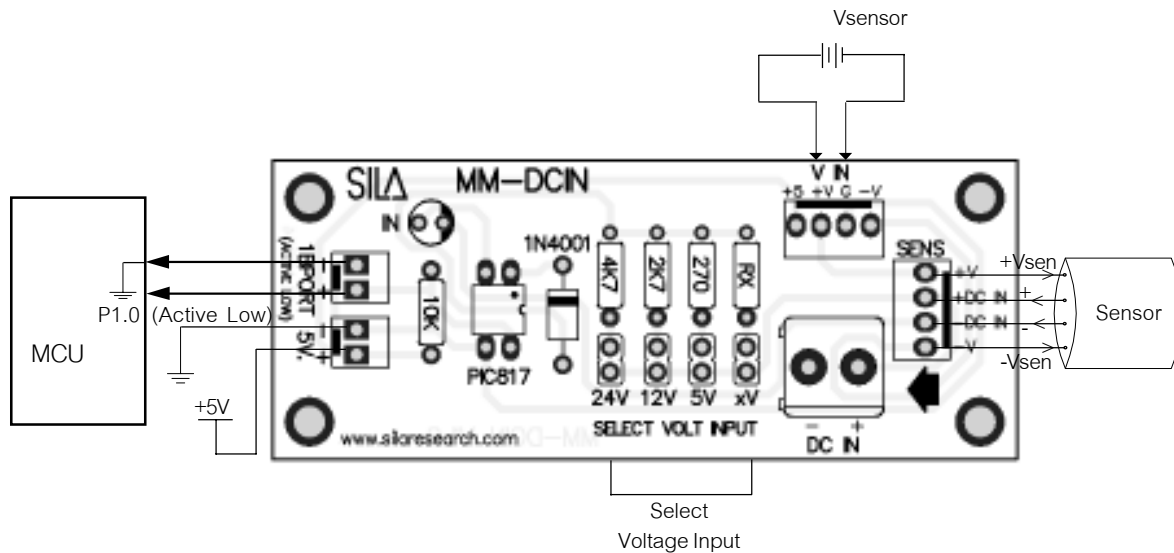 Vsensor
V IN
+5 +V G -V
SILA
MM-DCIN
IN
1N4001
4K7
2K7
270
RX
10K
PIC817
24V 12V 5V xV
SELECT VOLT INPUT
SENS
+V
+DC IN
-DC IN
-V
- +
DC IN
1BPORT
(ACTIVE LOW)
- +
5V.
- +
www.silaresearch.com
MCU
P1.0 (Active Low)
+5V
+Vsen
+
-
-Vsen
Sensor
Select
Voltage Input